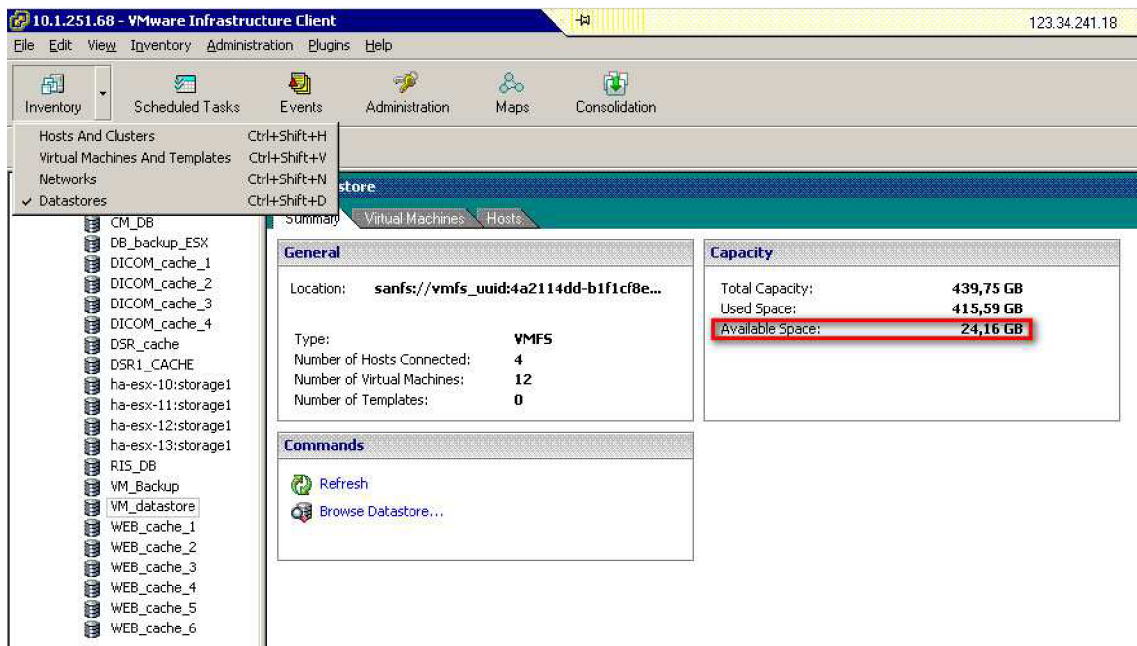 10.1.251.68 - VMware Infrastructure Client
123.34.241.18
File Edit View Inventory Administration Plugins Help
Inventory Scheduled Tasks Events Administration Maps Consolidation
Hosts And Clusters Ctrl+Shift+H
Virtual Machines And Templates Ctrl+Shift+V
Networks Ctrl+Shift+N
Datastores Ctrl+Shift+D
store
Summary Virtual Machines Hosts
CM_DB
DB_backup_ESX
DICOM_cache_1
DICOM_cache_2
DICOM_cache_3
DICOM_cache_4
DSR_cache
DSR1_CACHE
ha-esx-10:storage1
ha-esx-11:storage1
ha-esx-12:storage1
ha-esx-13:storage1
RIS_DB
VM_Backup
VM_datastore
WEB_cache_1
WEB_cache_2
WEB_cache_3
WEB_cache_4
WEB_cache_5
WEB_cache_6
General
Location: sanfs://vmfs_uuid:4a2114dd-b1f1cf8e...
Type: VMFS
Number of Hosts Connected: 4
Number of Virtual Machines: 12
Number of Templates: 0
Commands
Refresh
Browse Datastore...
Capacity
Total Capacity: 439,75 GB
Used Space: 415,59 GB
Available Space: 24,16 GB